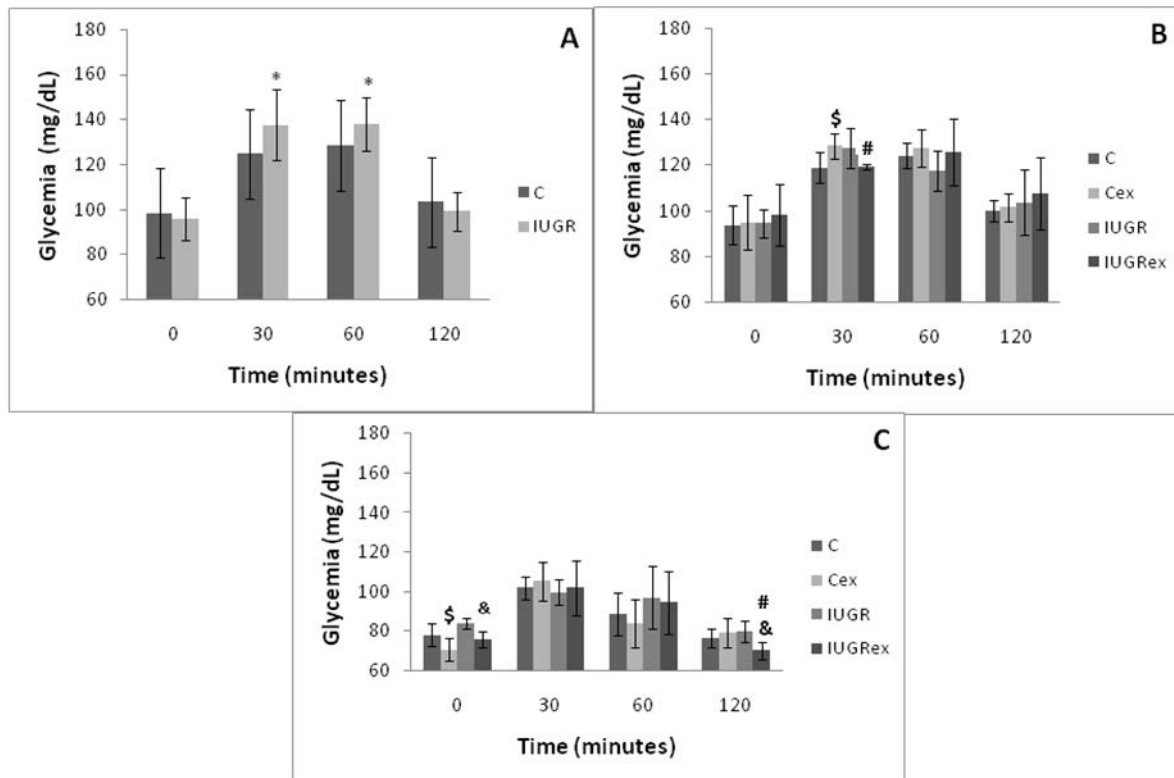 A
Glycemia (mg/dL)
180
160
140
120
100
80
60
*
*
C
IUGR
0 30 60 120
Time (minutes)
B
Glycemia (mg/dL)
180
160
140
120
100
80
60
$
#
C
Cex
IUGR
IUGRex
0 30 60 120
Time (minutes)
C
Glycemia (mg/dL)
180
160
140
120
100
80
60
$
&
#
&
C
Cex
IUGR
IUGRex
0 30 60 120
Time (minutes)